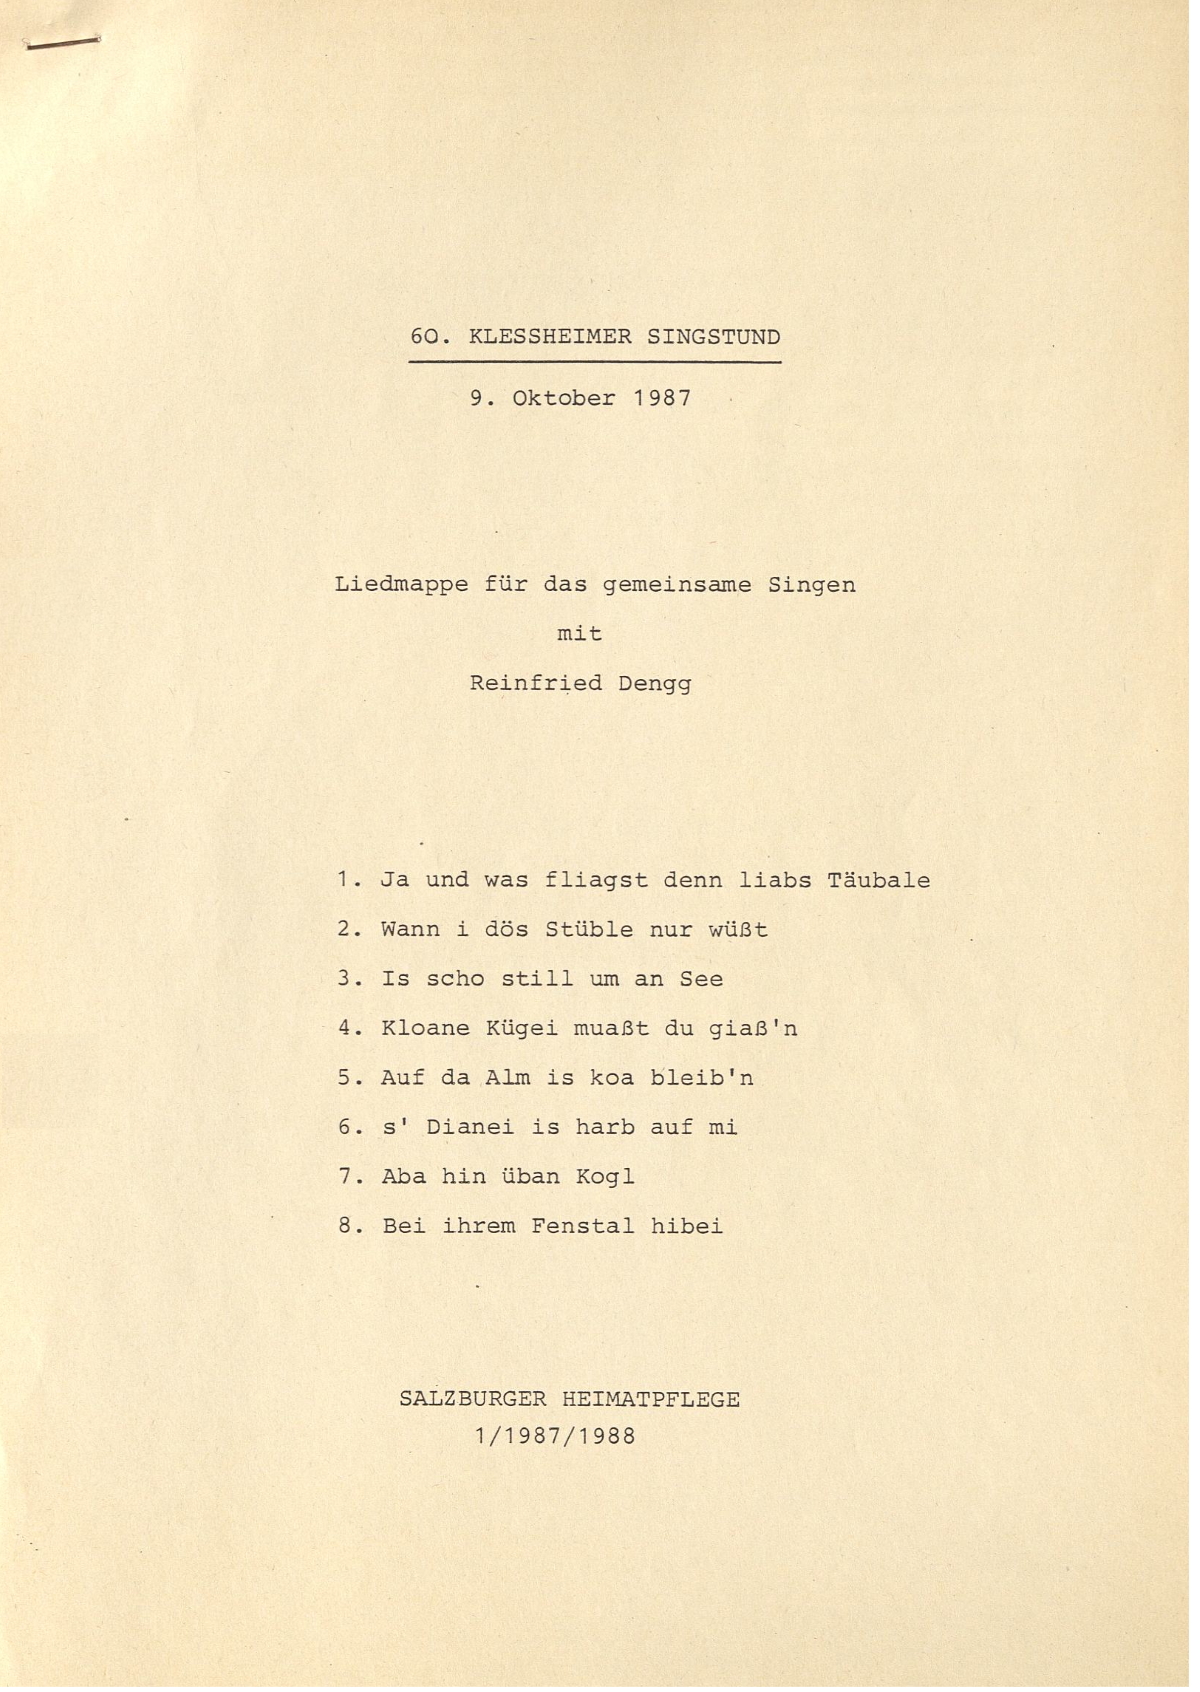 60. KLESSHEIMER SINGSTUND
9. Oktober 1987
Liedmappe für das gemeinsame Singen
mit
Reinfried Dengg
1. Ja und was fliagst denn liabs Täubale
2. Wann i dös Stüble nur wüßt
3. Is scho still um an See
4. Kloane Kügei muaßt du giaß'n
5. Auf da Alm is koa bleib'n
6. s' Dianei is harb auf mi
7. Aba hin üban Kogl
8. Bei ihrem Fenstal hibei
SALZBURGER HEIMATPFLEGE
1/1987/1988